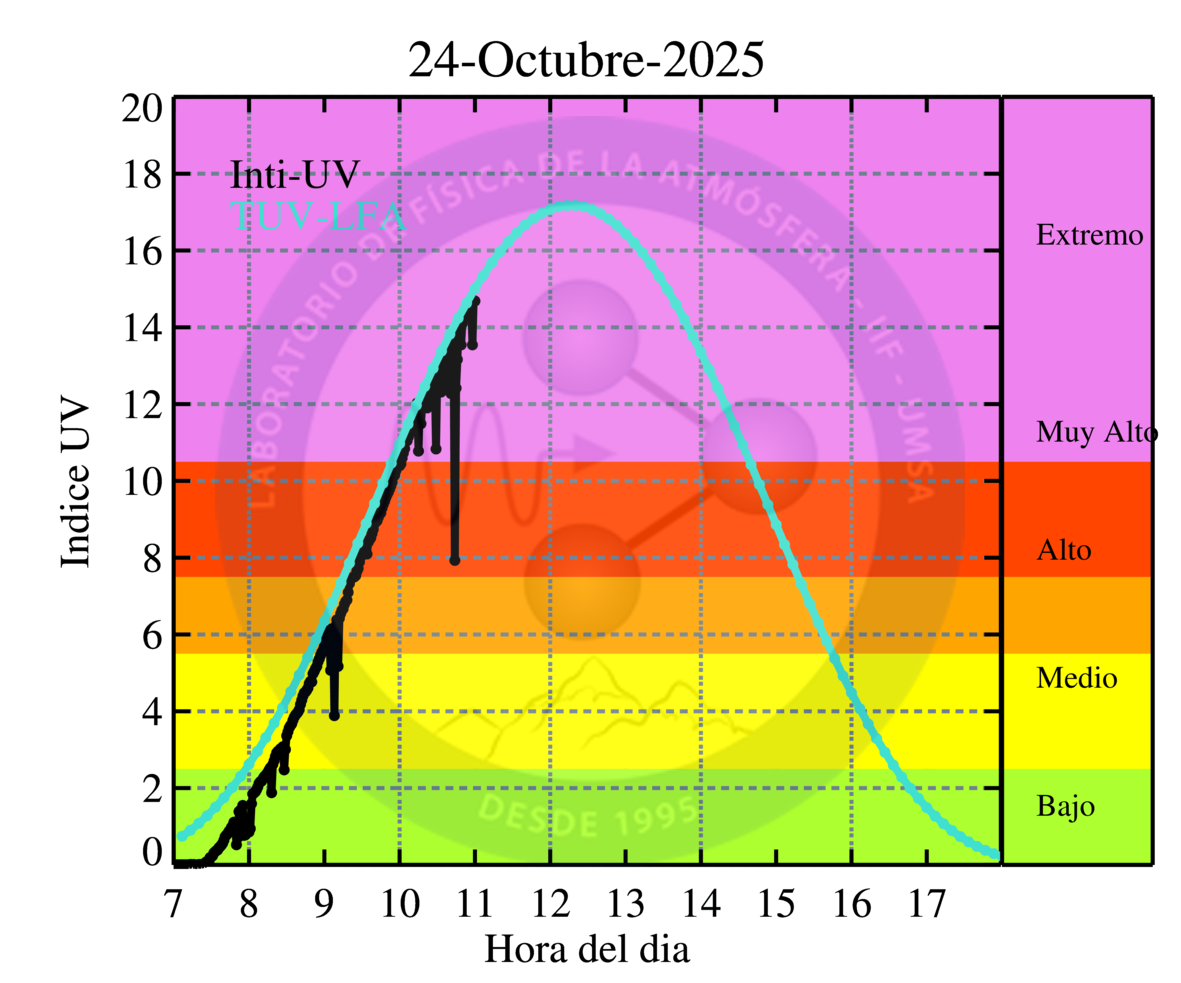 24-Octubre-2025
20
18
16
14
12
10
8
6
4
2
0
Indice UV
Inti-UV
TUV-LFA
LABORATORIO DE FÍSICA DE LA ATMÓSFERA - IIF - UMSA
DESDE 1995
Extremo
Muy Alto
Alto
Medio
Bajo
7 8 9 10 11 12 13 14 15 16 17
Hora del dia